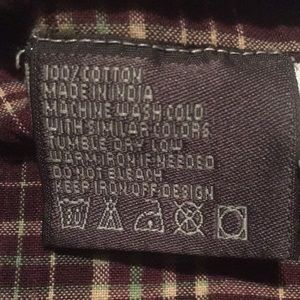 100% COTTON
MADE IN INDIA
MACHINE WASH COLD
WITH SIMILAR COLORS
TUMBLE DRY LOW
WARM IRON IF NEEDED
DO NOT BLEACH
KEEP IRON OFF DESIGN
30